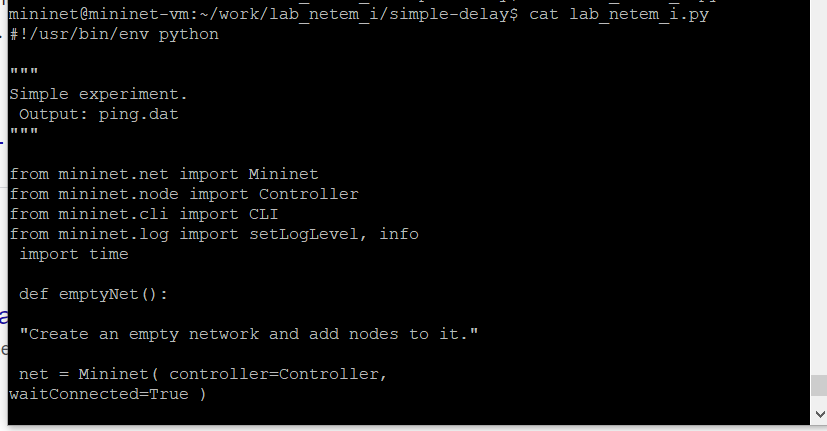 mininet@mininet-vm:~/work/lab_netem_i/simple-delay$ cat lab_netem_i.py
#!/usr/bin/env python
"""
Simple experiment.
 Output: ping.dat
"""
from mininet.net import Mininet
from mininet.node import Controller
from mininet.cli import CLI
from mininet.log import setLogLevel, info
 import time
 def emptyNet():
 "Create an empty network and add nodes to it."
 net = Mininet( controller=Controller,
waitConnected=True )